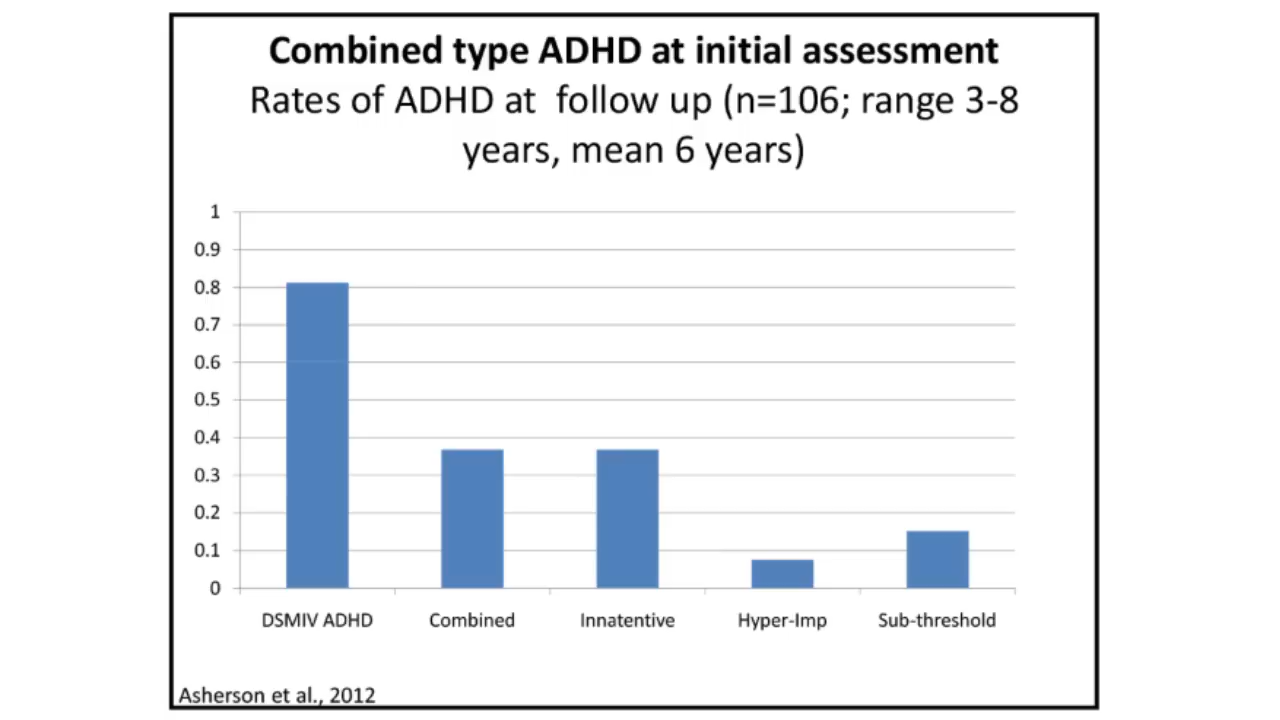 Combined type ADHD at initial assessment
Rates of ADHD at follow up (n=106; range 3-8
years, mean 6 years)
1
0.9
0.8
0.7
0.6
0.5
0.4
0.3
0.2
0.1
0
DSMIV ADHD Combined Innatentive Hyper-Imp Sub-threshold
Asherson et al., 2012